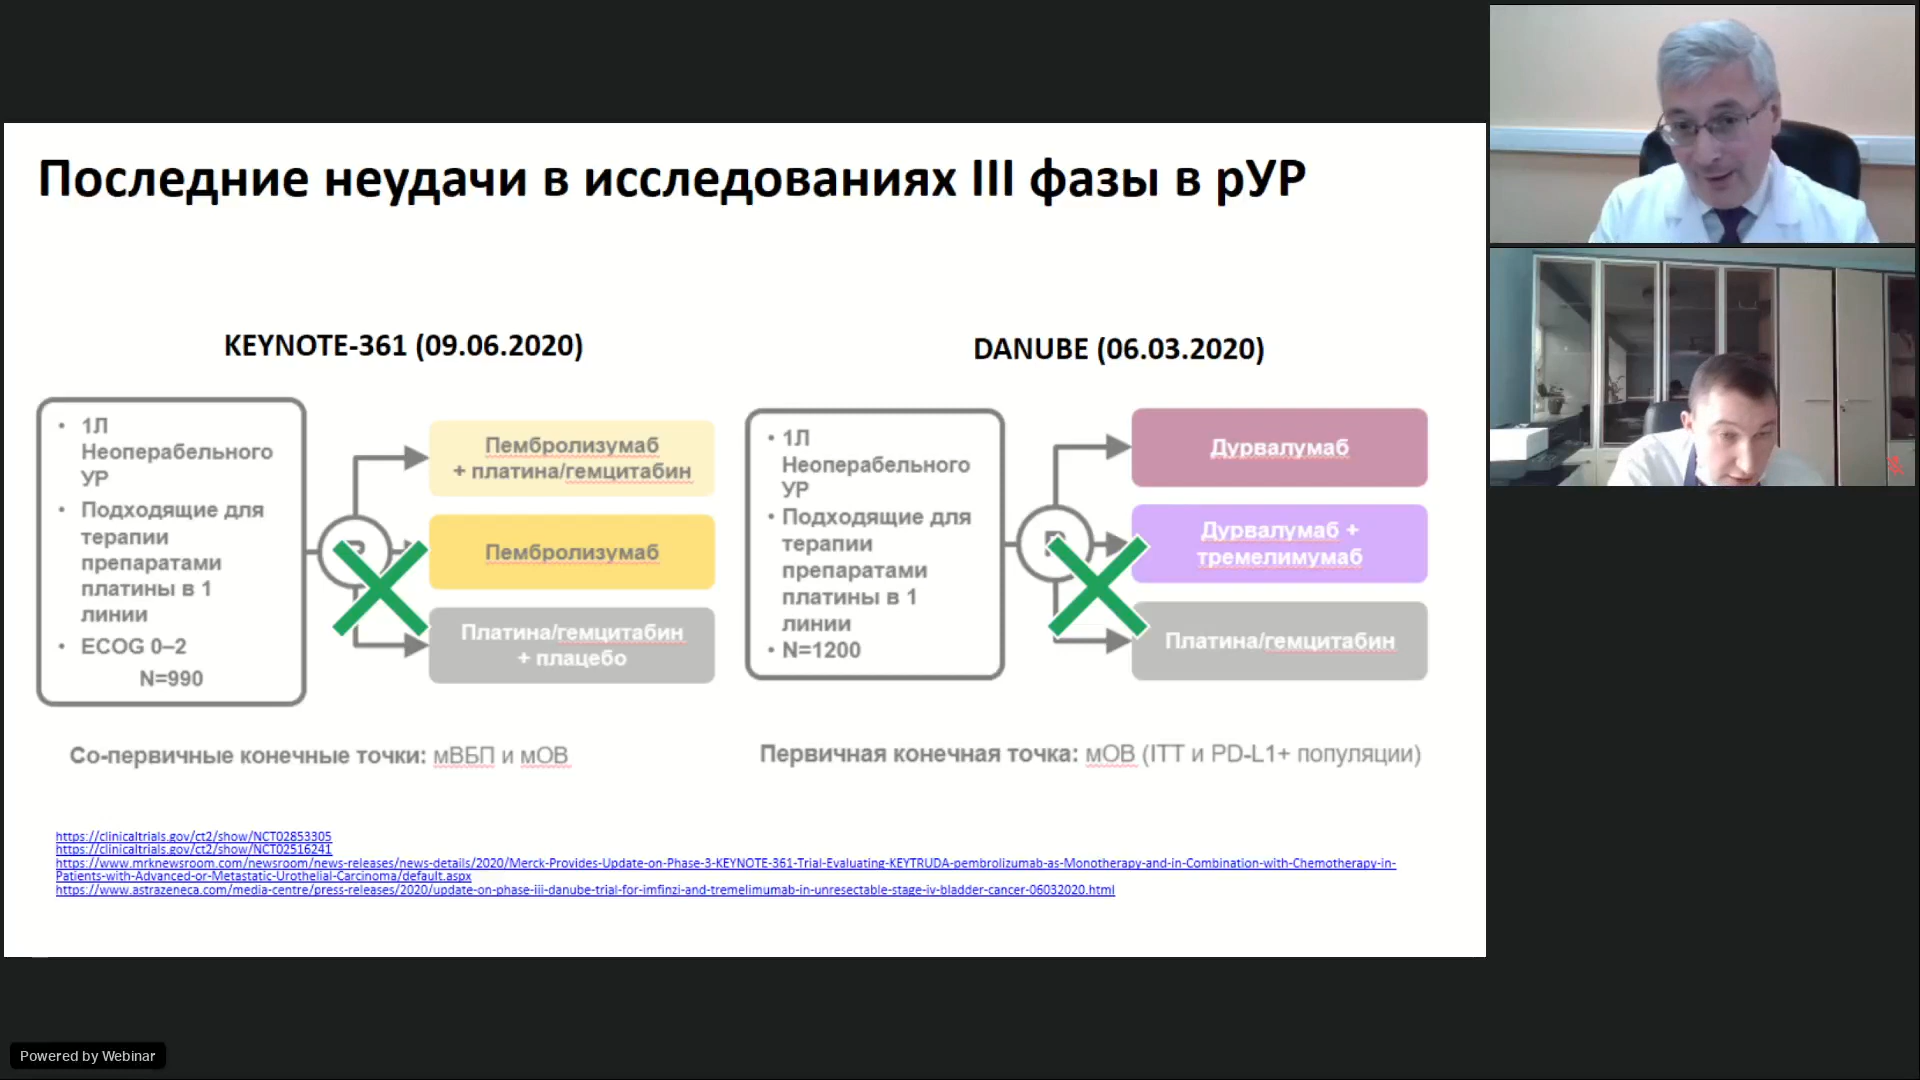 Последние неудачи в исследованиях III фазы в рУР
KEYNOTE-361 (09.06.2020)
• 1Л
Неоперабельного
УР
• Подходящие для
терапии
препаратами
платины в 1
линии
• ECOG 0–2
N=990
Пембролизумаб
+ платина/гемцитабин
Пембролизумаб
Платина/гемцитабин
+ плацебо
Со-первичные конечные точки: мВБП и мОВ
DANUBE (06.03.2020)
• 1Л
Неоперабельного
УР
• Подходящие для
терапии
препаратами
платины в 1
линии
• N=1200
Дурвалумаб
Дурвалумаб +
тремелимумаб
Платина/гемцитабин
Первичная конечная точка: мОВ (ITT и PD-L1+ популяции)
https://clinicaltrials.gov/ct2/show/NCT02853305
https://clinicaltrials.gov/ct2/show/NCT02516241
https://www.mrknewsroom.com/newsroom/news-releases/news-details/2020/Merck-Provides-Update-on-Phase-3-KEYNOTE-361-Trial-Evaluating-KEYTRUDA-pembrolizumab-as-Monotherapy-and-in-Combination-with-Chemotherapy-in-
Patients-with-Advanced-or-Metastatic-Urothelial-Carcinoma/default.aspx
https://www.astrazeneca.com/media-centre/press-releases/2020/update-on-phase-iii-danube-trial-for-imfinzi-and-tremelimumab-in-unresectable-stage-iv-bladder-cancer-06032020.html
Powered by Webinar